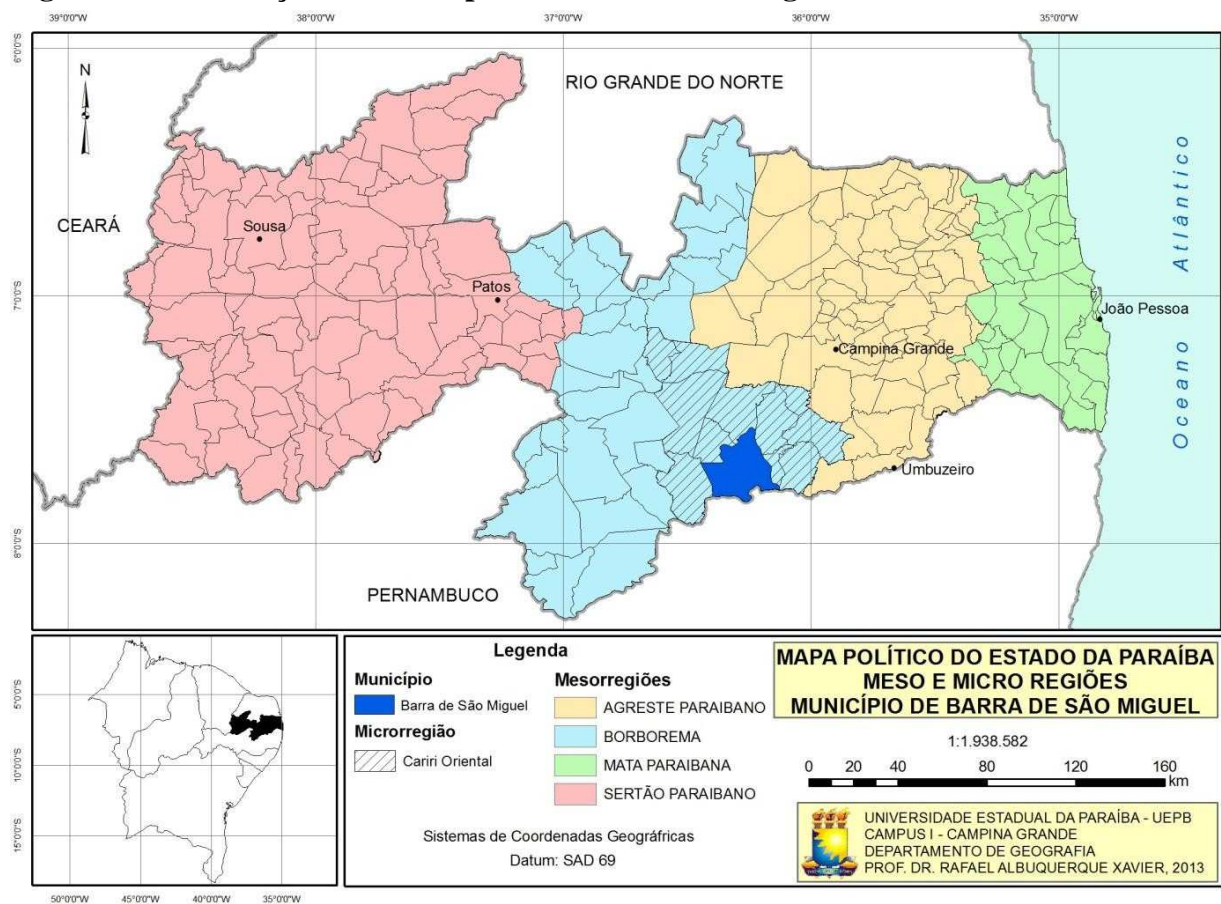 39°0'0"W 38°0'0"W 37°0'0"W 36°0'0"W 35°0'0"W
6°0'0"S
7°0'0"S
8°0'0"S
N
RIO GRANDE DO NORTE
CEARÁ
Sousa
Patos
João Pessoa
Campina Grande
Umbuzeiro
PERNAMBUCO
Oceano Atlântico
5°0'0"S
10°0'0"S
15°0'0"S
50°0'0"W 45°0'0"W 40°0'0"W 35°0'0"W
Legenda
Município
Barra de São Miguel
Microrregião
Cariri Oriental
Mesorregiões
AGRESTE PARAIBANO
BORBOREMA
MATA PARAIBANA
SERTÃO PARAIBANO
Sistemas de Coordenadas Geográficas
Datum: SAD 69
MAPA POLÍTICO DO ESTADO DA PARAÍBA
MESO E MICRO REGIÕES
MUNICÍPIO DE BARRA DE SÃO MIGUEL
1:1.938.582
0 20 40 80 120 160
km
UNIVERSIDADE ESTADUAL DA PARAÍBA - UEPB
CAMPUS I - CAMPINA GRANDE
DEPARTAMENTO DE GEOGRAFIA
PROF. DR. RAFAEL ALBUQUERQUE XAVIER, 2013